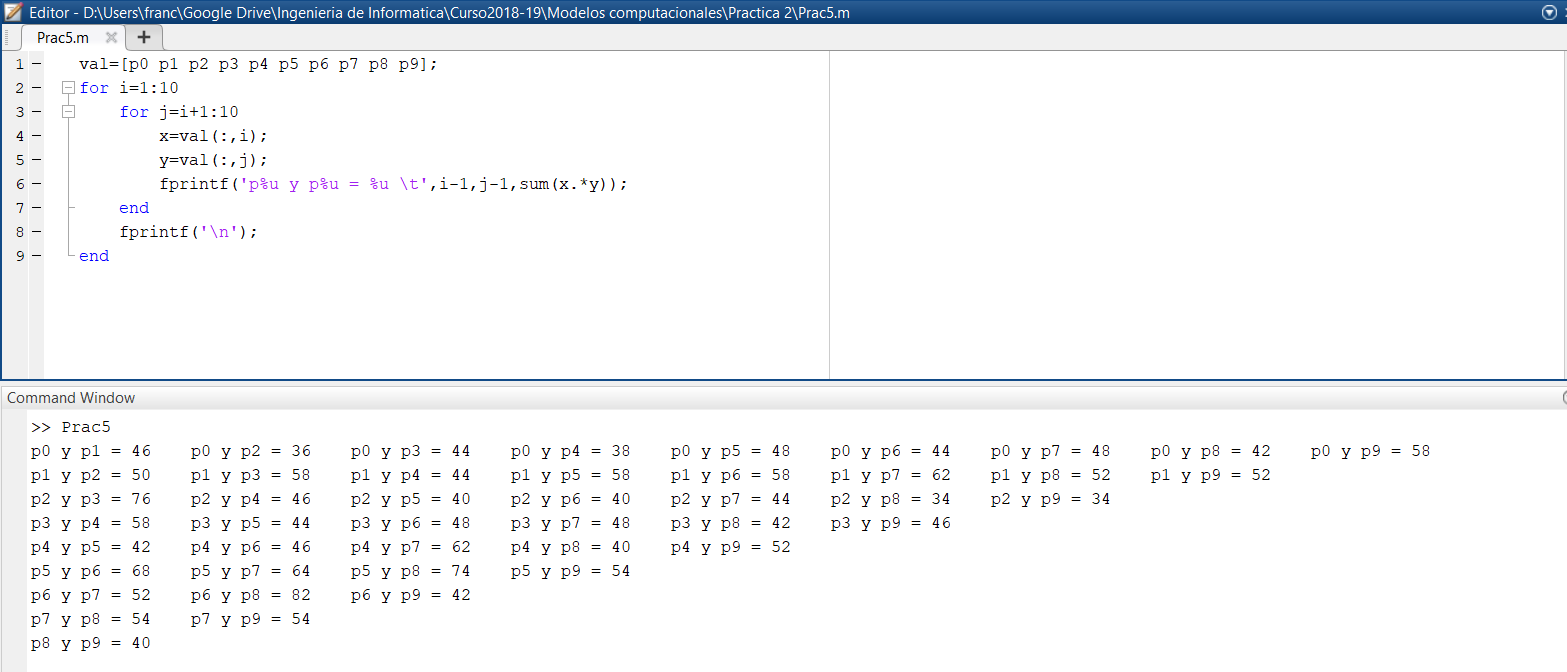 Editor - D:\Users\franc\Google Drive\Ingenieria de Informatica\Curso2018-19\Modelos computacionales\Practica 2\Prac5.m
Prac5.m
1 val=[p0 p1 p2 p3 p4 p5 p6 p7 p8 p9];
2 for i=1:10
3 for j=i+1:10
4 x=val(:,i);
5 y=val(:,j);
6 fprintf('p%u y p%u = %u \t',i-1,j-1,sum(x.*y));
7 end
8 fprintf('\n');
9 end
Command Window
>> Prac5
p0 y p1 = 46 p0 y p2 = 36 p0 y p3 = 44 p0 y p4 = 38 p0 y p5 = 48 p0 y p6 = 44 p0 y p7 = 48 p0 y p8 = 42 p0 y p9 = 58
p1 y p2 = 50 p1 y p3 = 58 p1 y p4 = 44 p1 y p5 = 58 p1 y p6 = 58 p1 y p7 = 62 p1 y p8 = 52 p1 y p9 = 52
p2 y p3 = 76 p2 y p4 = 46 p2 y p5 = 40 p2 y p6 = 40 p2 y p7 = 44 p2 y p8 = 34 p2 y p9 = 34
p3 y p4 = 58 p3 y p5 = 44 p3 y p6 = 48 p3 y p7 = 48 p3 y p8 = 42 p3 y p9 = 46
p4 y p5 = 42 p4 y p6 = 46 p4 y p7 = 62 p4 y p8 = 40 p4 y p9 = 52
p5 y p6 = 68 p5 y p7 = 64 p5 y p8 = 74 p5 y p9 = 54
p6 y p7 = 52 p6 y p8 = 82 p6 y p9 = 42
p7 y p8 = 54 p7 y p9 = 54
p8 y p9 = 40